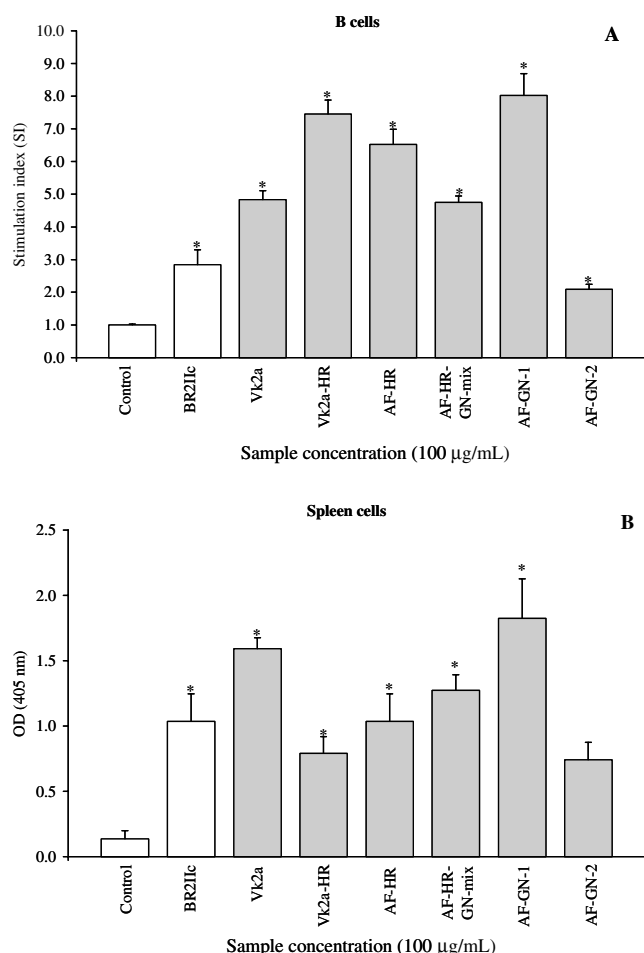 B cells
A
10.0
9.0
8.0
7.0
6.0
5.0
4.0
3.0
2.0
1.0
0.0
Stimulation index (SI)
*
*
*
*
*
*
*
Control
BR2IIc
Vk2a
Vk2a-HR
AF-HR
AF-HR-
GN-mix
AF-GN-1
AF-GN-2
Sample concentration (100 µg/mL)
Spleen cells
B
2.5
2.0
1.5
1.0
0.5
0.0
OD (405 nm)
*
*
*
*
*
*
Control
BR2IIc
Vk2a
Vk2a-HR
AF-HR
AF-HR-
GN-mix
AF-GN-1
AF-GN-2
Sample concentration (100 µg/mL)